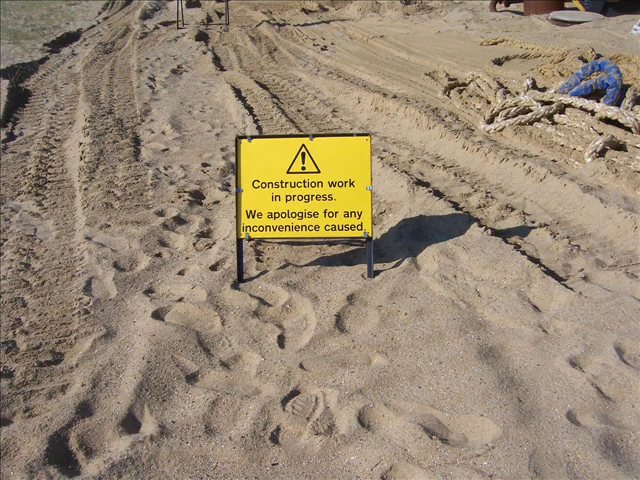 Construction work
in progress.
We apologise for any
inconvenience caused.